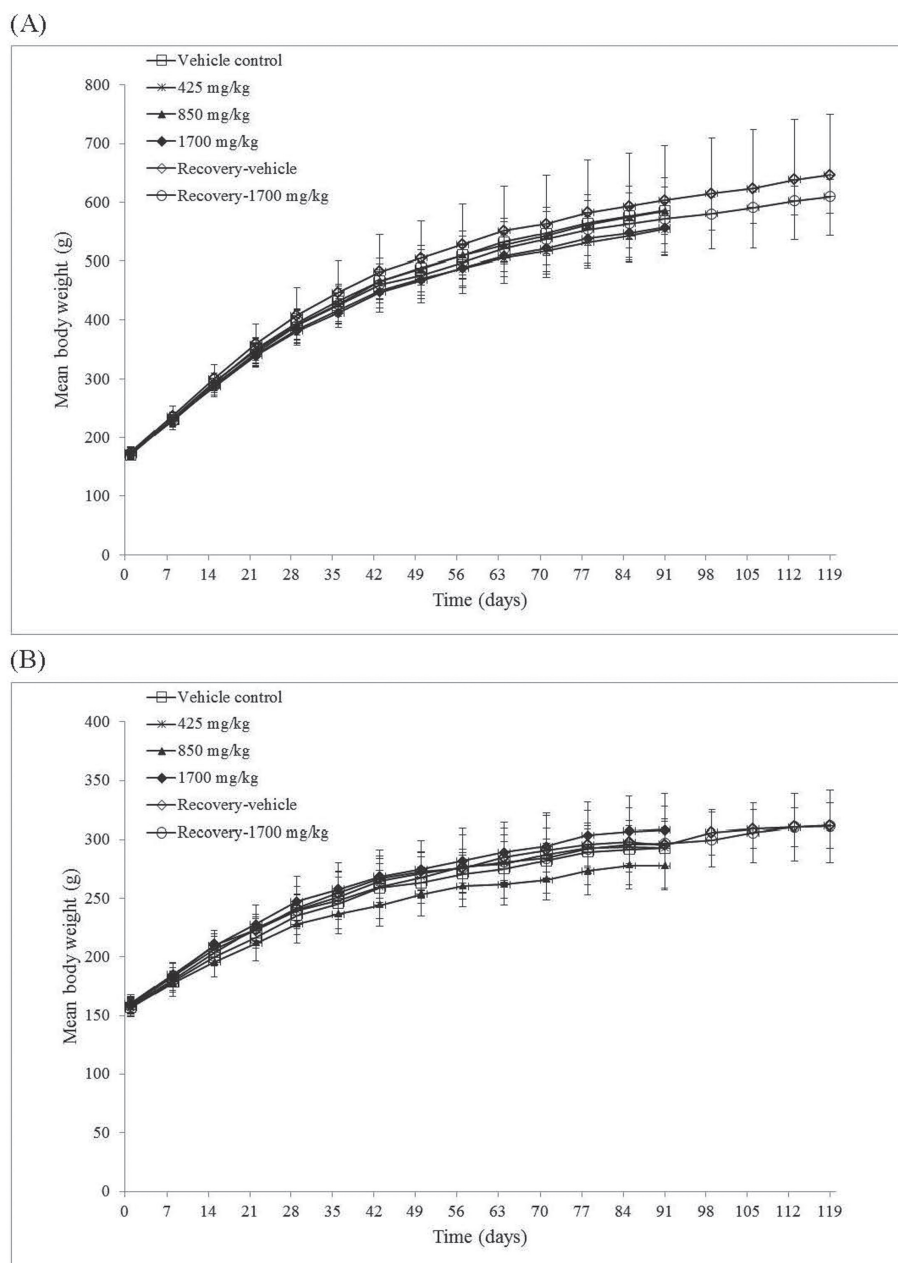 (A)
Vehicle control
425 mg/kg
850 mg/kg
1700 mg/kg
Recovery-vehicle
Recovery-1700 mg/kg
800
700
600
500
400
300
200
100
0
Mean body weight (g)
0 7 14 21 28 35 42 49 56 63 70 77 84 91 98 105 112 119
Time (days)
(B)
Vehicle control
425 mg/kg
850 mg/kg
1700 mg/kg
Recovery-vehicle
Recovery-1700 mg/kg
400
350
300
250
200
150
100
50
0
Mean body weight (g)
0 7 14 21 28 35 42 49 56 63 70 77 84 91 98 105 112 119
Time (days)